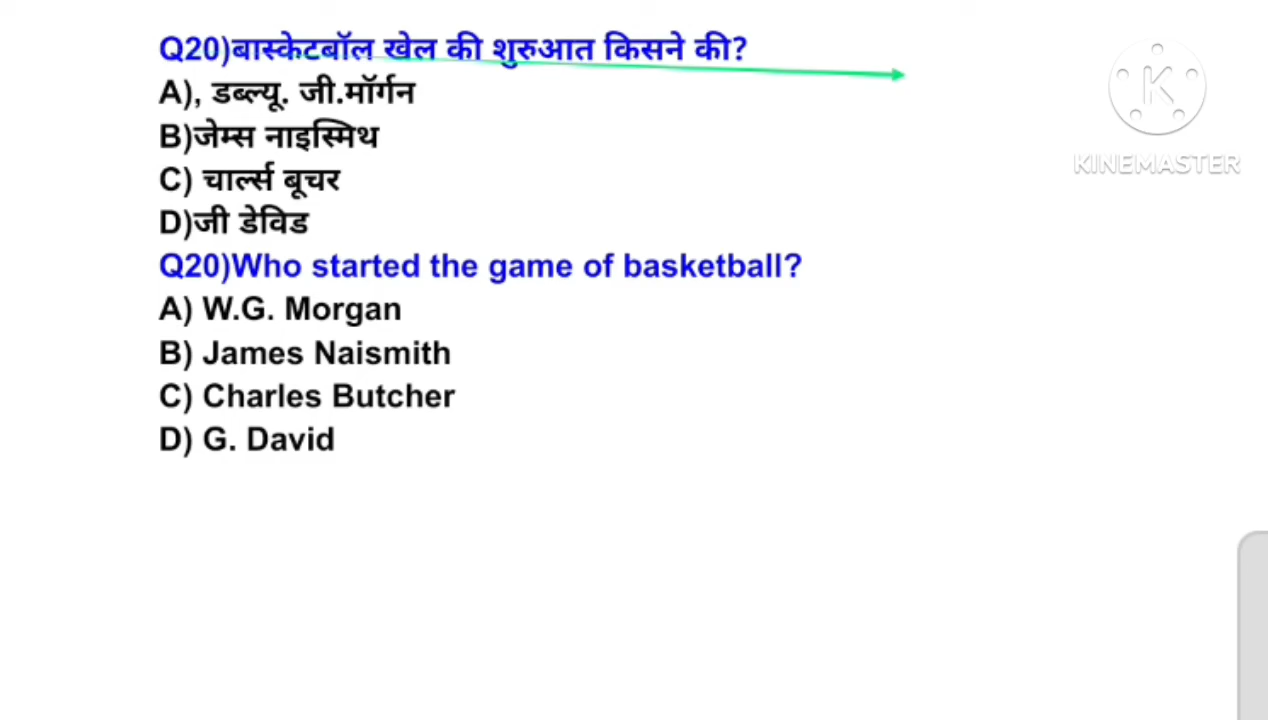 Q20)बास्केटबॉल खेल की शुरुआत किसने की?
A), डब्ल्यू. जी.मॉर्गन
B)जेम्स नाइस्मिथ
C) चार्ल्स बूचर
D)जी डेविड
Q20)Who started the game of basketball?
A) W.G. Morgan
B) James Naismith
C) Charles Butcher
D) G. David
K
KINEMASTER